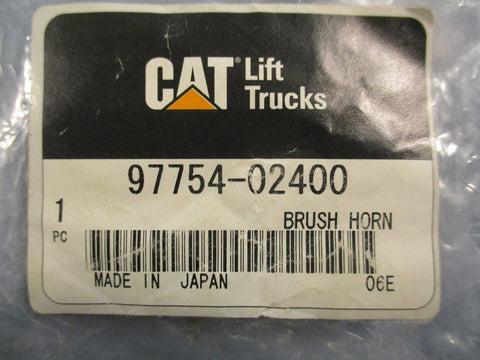 CAT® Lift
Trucks
97754-02400
1
PC
BRUSH HORN
MADE IN JAPAN
06E